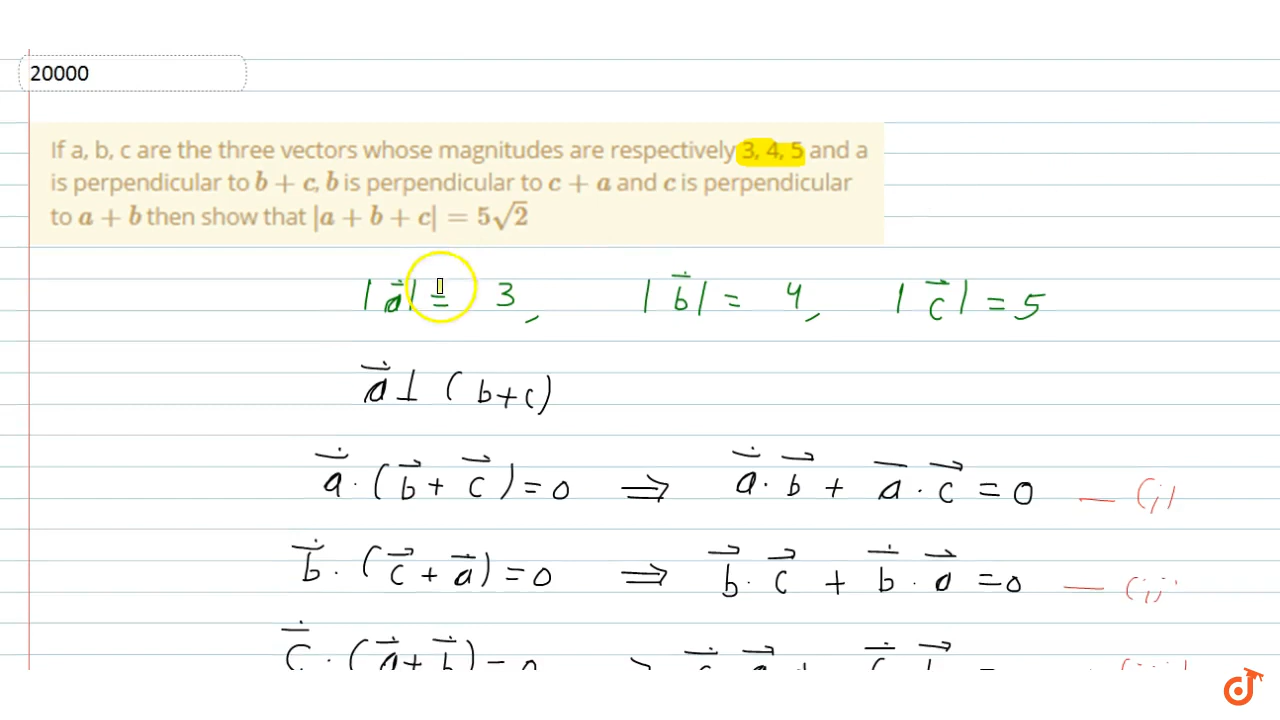 20000
If a, b, c are the three vectors whose magnitudes are respectively 3, 4, 5 and a
is perpendicular to b + c, b is perpendicular to c + a and c is perpendicular
to a + b then show that |a + b + c| = 5√2
|a⃗| = 3, |b⃗| = 4, |c⃗| = 5
a⃗ ⊥ (b+c)
a⃗ · (b⃗ + c⃗) = 0 ⇒ a⃗ · b⃗ + a⃗ · c⃗ = 0 — (i)
b⃗ · (c⃗ + a⃗) = 0 ⇒ b⃗ · c⃗ + b⃗ · a⃗ = 0 — (ii)
c⃗ · (a⃗ + b⃗) = 0